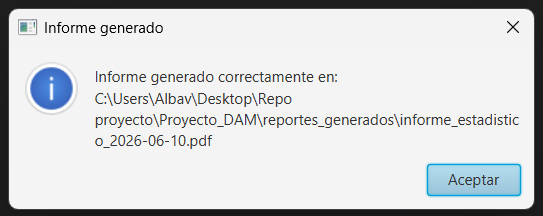 Informe generado
Informe generado correctamente en:
C:\Users\Albav\Desktop\Repo
proyecto\Proyecto_DAM\reportes_generados\informe_estadistic
o_2026-06-10.pdf
Aceptar